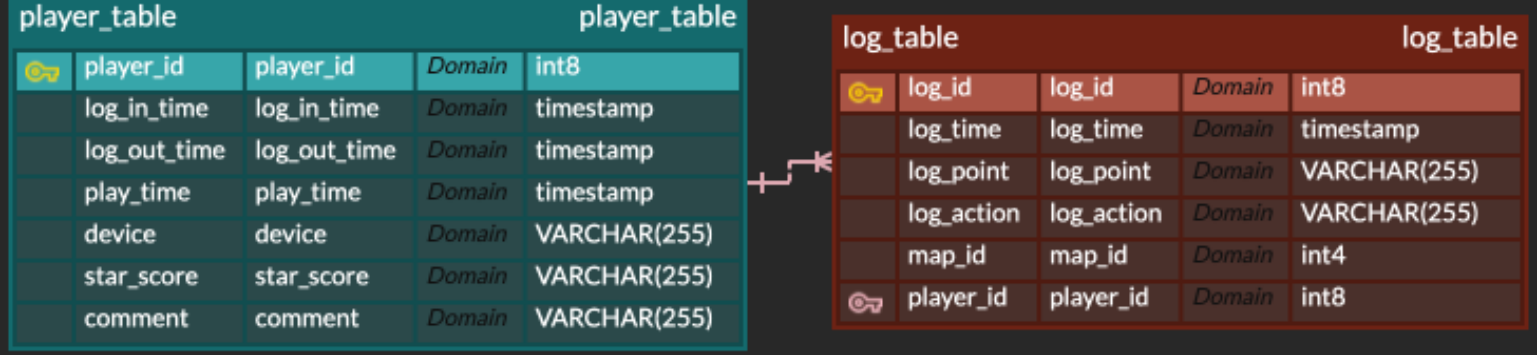 player_table player_table
player_id player_id Domain int8
log_in_time log_in_time Domain timestamp
log_out_time log_out_time Domain timestamp
play_time play_time Domain timestamp
device device Domain VARCHAR(255)
star_score star_score Domain VARCHAR(255)
comment comment Domain VARCHAR(255)
log_table log_table
log_id log_id Domain int8
log_time log_time Domain timestamp
log_point log_point Domain VARCHAR(255)
log_action log_action Domain VARCHAR(255)
map_id map_id Domain int4
player_id player_id Domain int8